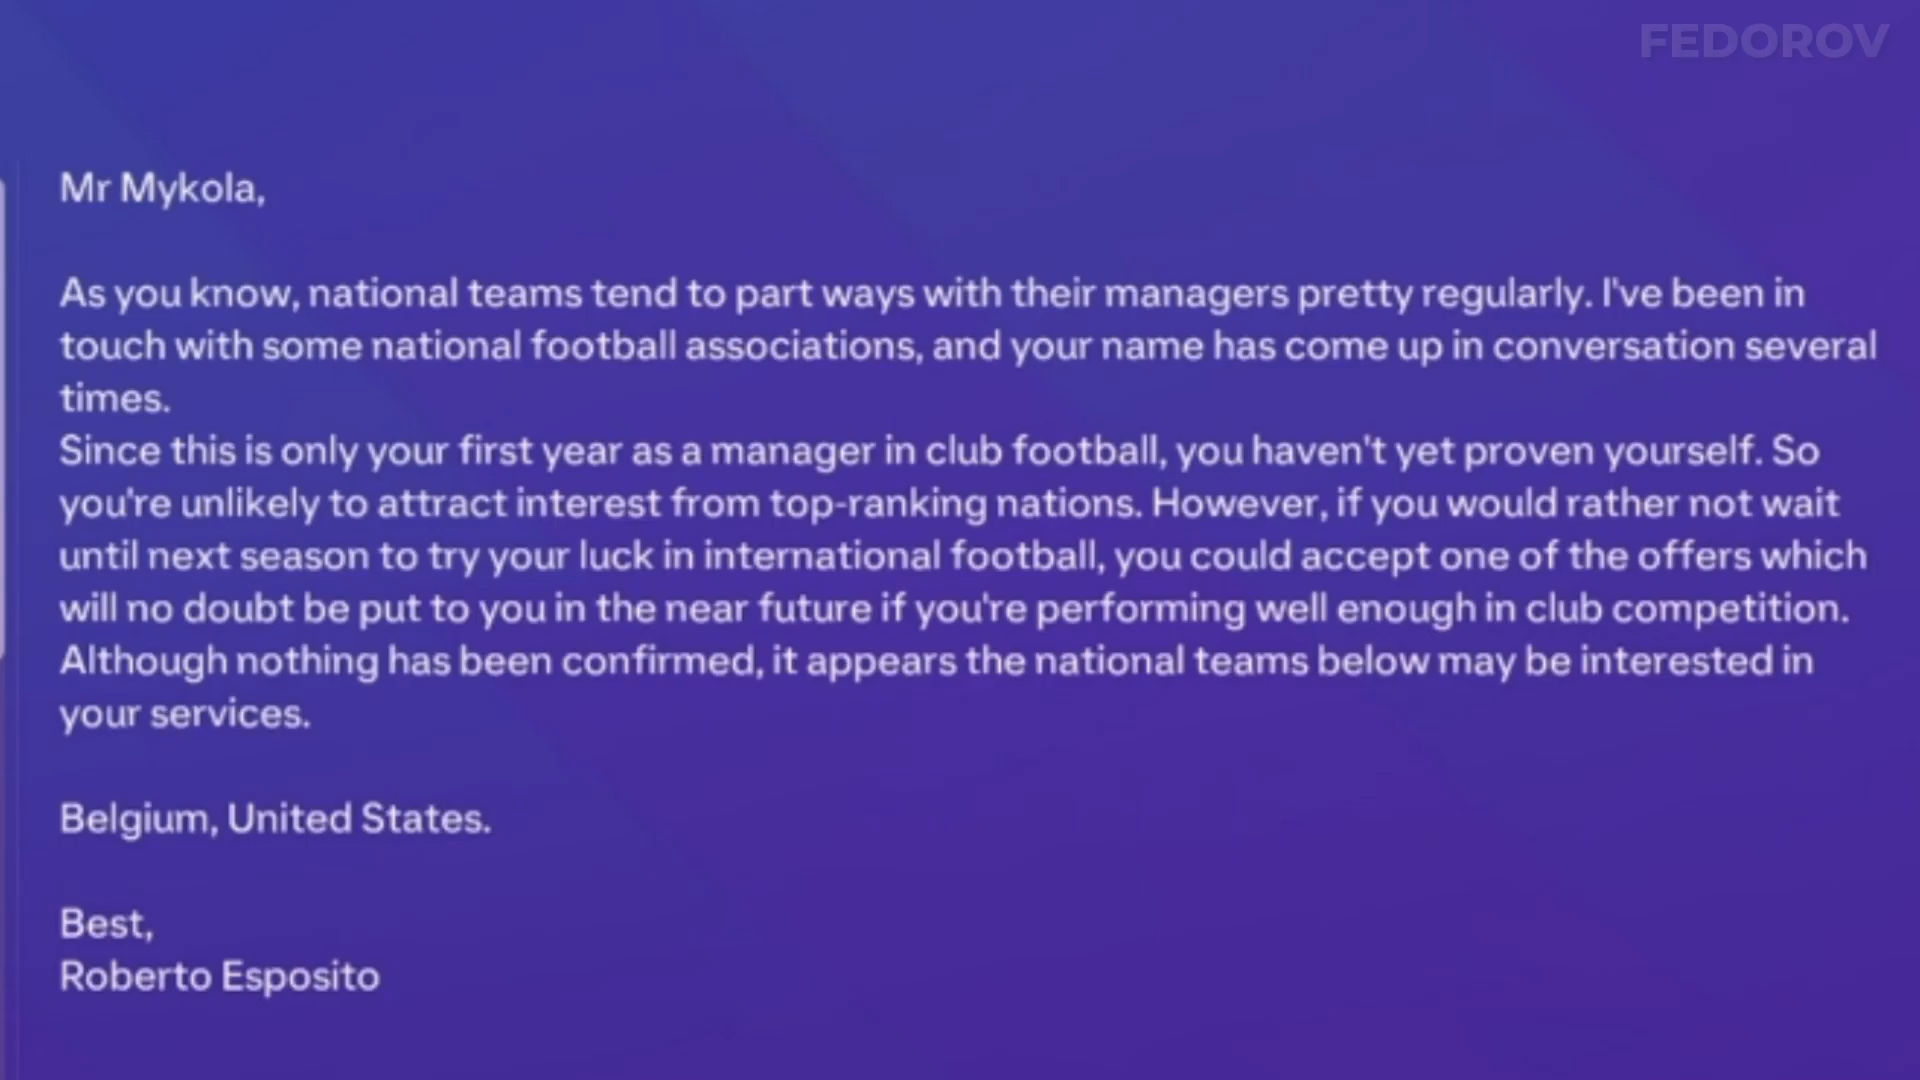 FEDOROV
Mr Mykola,
As you know, national teams tend to part ways with their managers pretty regularly. I've been in
touch with some national football associations, and your name has come up in conversation several
times.
Since this is only your first year as a manager in club football, you haven't yet proven yourself. So
you're unlikely to attract interest from top-ranking nations. However, if you would rather not wait
until next season to try your luck in international football, you could accept one of the offers which
will no doubt be put to you in the near future if you're performing well enough in club competition.
Although nothing has been confirmed, it appears the national teams below may be interested in
your services.
Belgium, United States.
Best,
Roberto Esposito